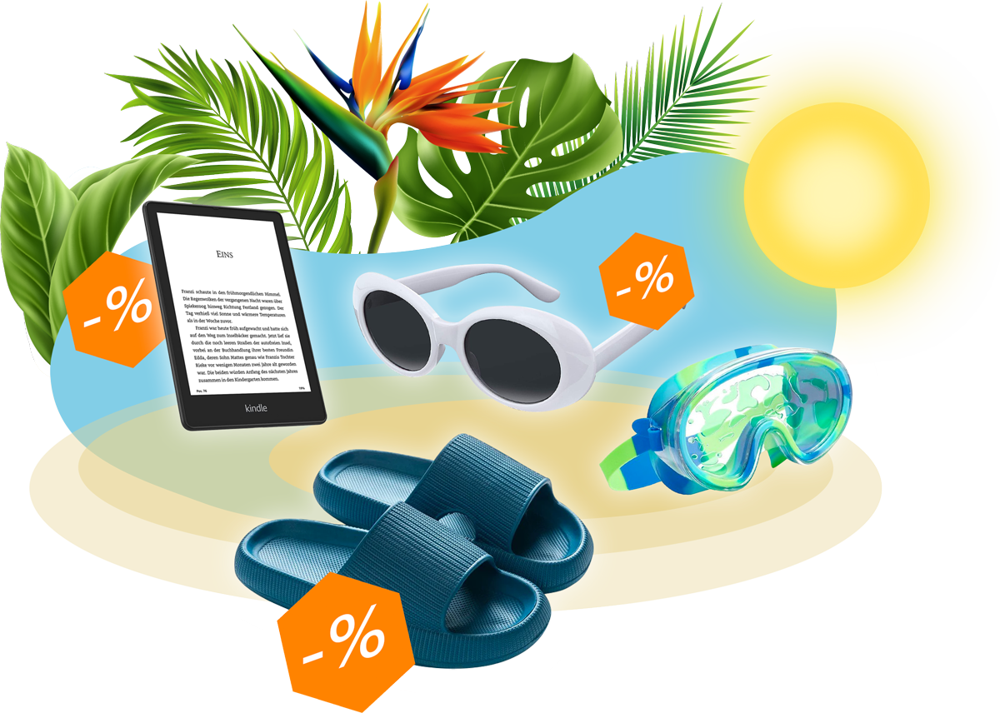 -%
EINS
Franzi schaute in den frühmorgendlichen Himmel.
Die Regenwolken der vergangenen Nacht waren über
Spiekeroog hinweg Richtung Festland gezogen. Der
Tag verhieß viel Sonne und wärmere Temperaturen
als in der Woche zuvor.
Franzi war heute früh aufgewacht und hatte sich
auf den Weg zum Inselbäcker gemacht. Jetzt lief sie
durch die noch leeren Straßen der autofreien Insel,
vorbei an der Buchhandlung ihrer besten Freundin
Edda, deren Sohn Mattes genau wie Franzis Tochter
Rieke vor wenigen Monaten zwei Jahre alt geworden
war. Die beiden würden Anfang des nächsten Jahres
zusammen in den Kindergarten kommen.
Pos. 76 19%
kindle
-%
-%